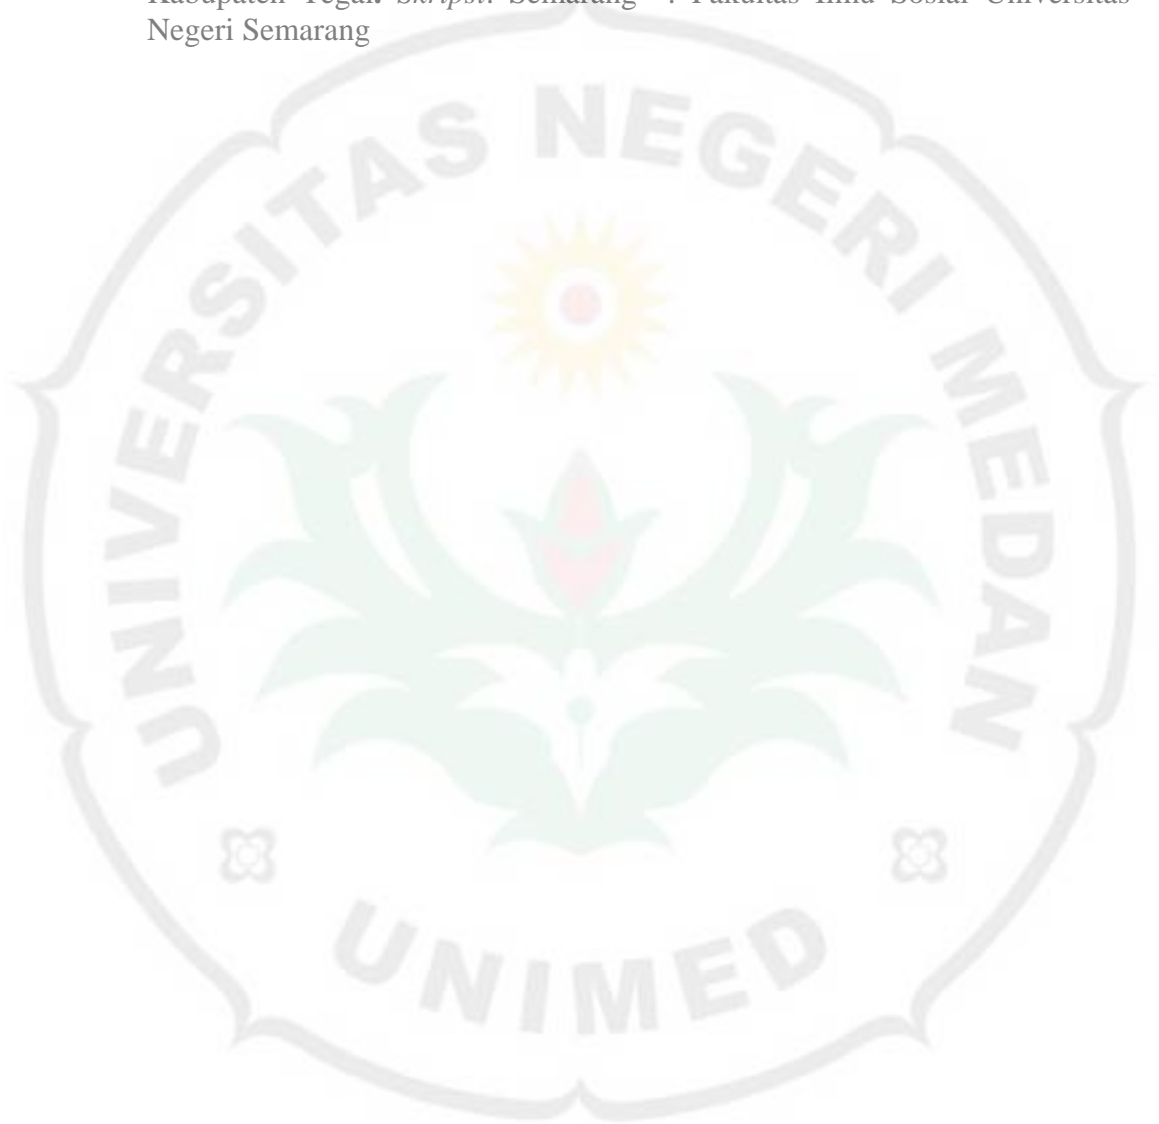 Kabupaten Tegal. Skripsi. Semarang : Fakultas Ilmu Sosial Universitas
Negeri Semarang
UNIVERSITAS NEGERI MEDAN
UNIMED